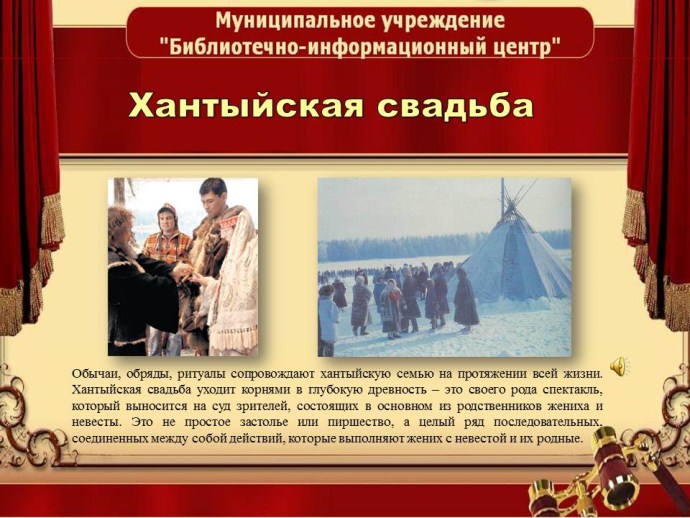 Муниципальное учреждение
"Библиотечно-информационный центр"
Хантыйская свадьба
Обычаи, обряды, ритуалы сопровождают хантыйскую семью на протяжении всей жизни.
Хантыйская свадьба уходит корнями в глубокую древность – это своего рода спектакль,
который выносится на суд зрителей, состоящих в основном из родственников жениха и
невесты. Это не простое застолье или пиршество, а целый ряд последовательных,
соединенных между собой действий, которые выполняют жених с невестой и их родные.